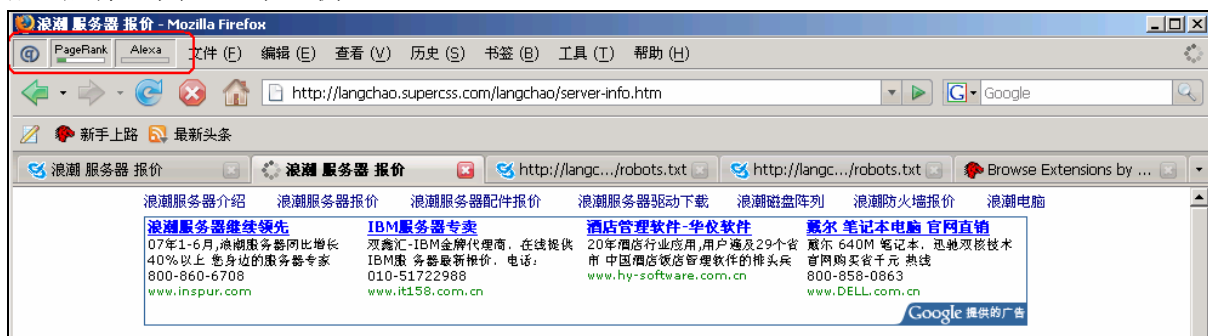 浪潮 服务器 报价 - Mozilla Firefox
PageRank Alexa 文件 (F) 编辑 (E) 查看 (V) 历史 (S) 书签 (B) 工具 (T) 帮助 (H)
http://langchao.supercss.com/langchao/server-info.htm G Google
新手上路 最新头条
浪潮 服务器 报价 浪潮 服务器 报价 http://langc.../robots.txt http://langc.../robots.txt Browse Extensions by ...
浪潮服务器介绍 浪潮服务器报价 浪潮服务器配件报价 浪潮服务器驱动下载 浪潮磁盘阵列 浪潮防火墙报价 浪潮电脑
浪潮服务器继续领先 IBM服务器专卖 酒店管理软件-华仪软件 戴尔 笔记本电脑 官网直销
07年1-6月,浪潮服务器同比增长 双鑫汇-IBM金牌代理商. 在线提供 20年酒店行业应用,用户遍及29个省 戴尔 640M 笔记本. 迅驰双核技术
40%以上 您身边的服务器专家 IBM服 务器最新报价. 电话: 市 中国酒店饭店管理软件的排头兵 官网购买省千元 热线
800-860-6708 010-51722988 www.hy-software.com.cn 800-858-0863
www.inspur.com www.it158.com.cn www.DELL.com.cn
Google 提供的广告